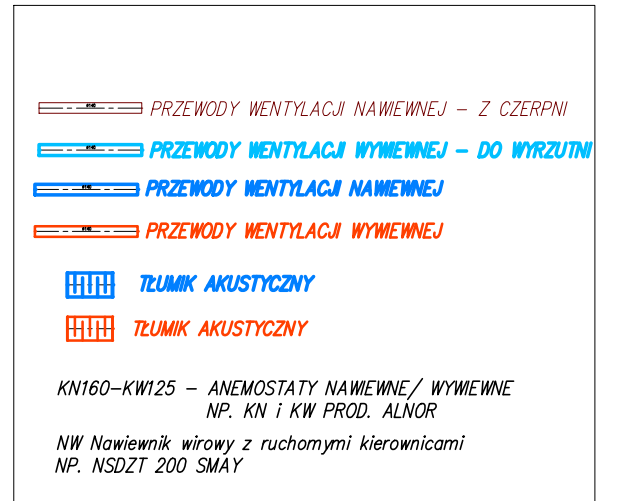 PRZEWODY WENTYLACJI NAWIEWNEJ – Z CZERPNI
PRZEWODY WENTYLACJI WYWIEWNEJ – DO WYRZUTNI
PRZEWODY WENTYLACJI NAWIEWNEJ
PRZEWODY WENTYLACJI WYWIEWNEJ
TŁUMIK AKUSTYCZNY
TŁUMIK AKUSTYCZNY
KN160–KW125 – ANEMOSTATY NAWIEWNE/ WYWIEWNE
NP. KN i KW PROD. ALNOR
NW Nawiewnik wirowy z ruchomymi kierownicami
NP. NSDZT 200 SMAY